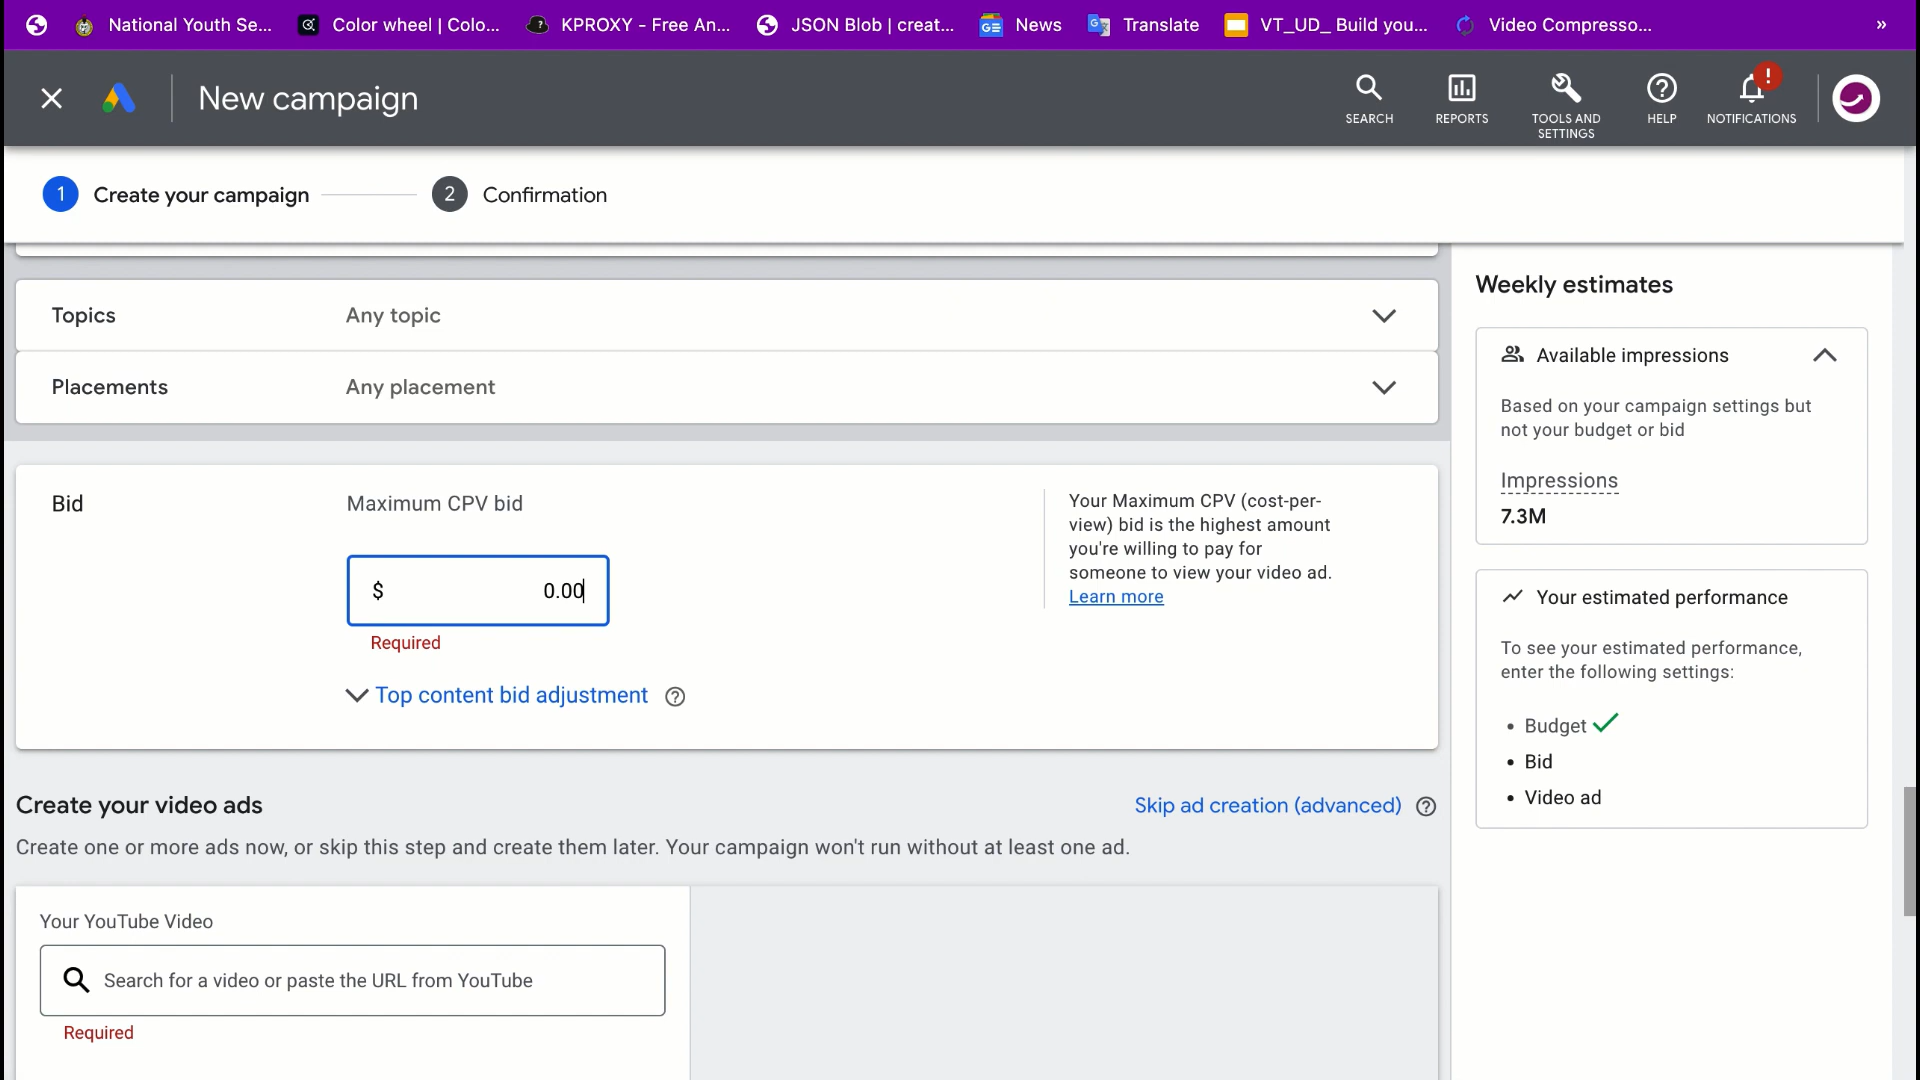 National Youth Se...
Color wheel | Colo...
KPROXY - Free An...
JSON Blob | creat...
GE
News
Translate
VT_UD_ Build you...
Video Compresso...
»
New campaign
SEARCH
REPORTS
TOOLS AND
SETTINGS
HELP
!
NOTIFICATIONS
1
Create your campaign
2
Confirmation
Topics
Any topic
Placements
Any placement
Bid
Maximum CPV bid
$
0.00
Required
Top content bid adjustment
Your Maximum CPV (cost-per-
view) bid is the highest amount
you're willing to pay for
someone to view your video ad.
Learn more
Create your video ads
Skip ad creation (advanced)
Create one or more ads now, or skip this step and create them later. Your campaign won't run without at least one ad.
Your YouTube Video
Search for a video or paste the URL from YouTube
Required
Weekly estimates
Available impressions
Based on your campaign settings but
not your budget or bid
Impressions
7.3M
Your estimated performance
To see your estimated performance,
enter the following settings:
• Budget
• Bid
• Video ad